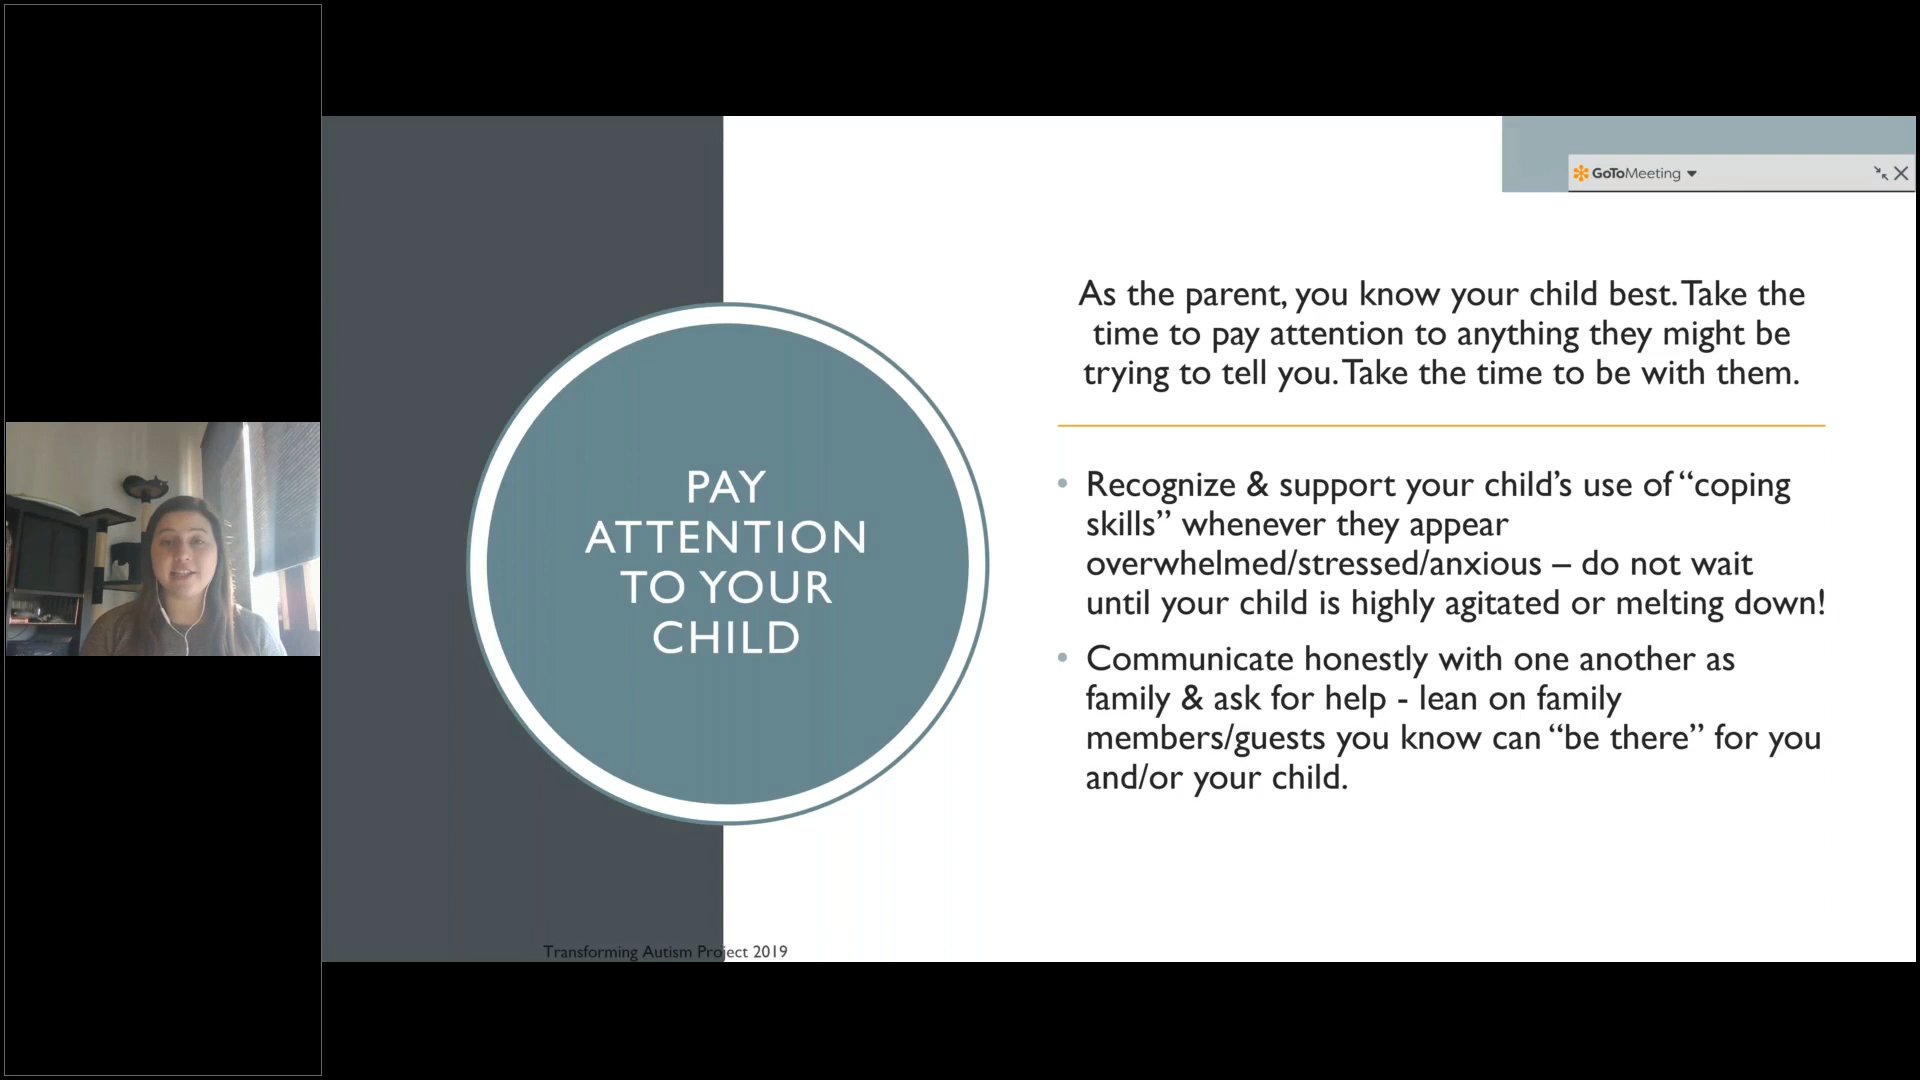 GoToMeeting
As the parent, you know your child best. Take the
time to pay attention to anything they might be
trying to tell you. Take the time to be with them.
PAY
ATTENTION
TO YOUR
CHILD
• Recognize & support your child’s use of “coping
skills” whenever they appear
overwhelmed/stressed/anxious – do not wait
until your child is highly agitated or melting down!
• Communicate honestly with one another as
family & ask for help - lean on family
members/guests you know can “be there” for you
and/or your child.
Transforming Autism Project 2019